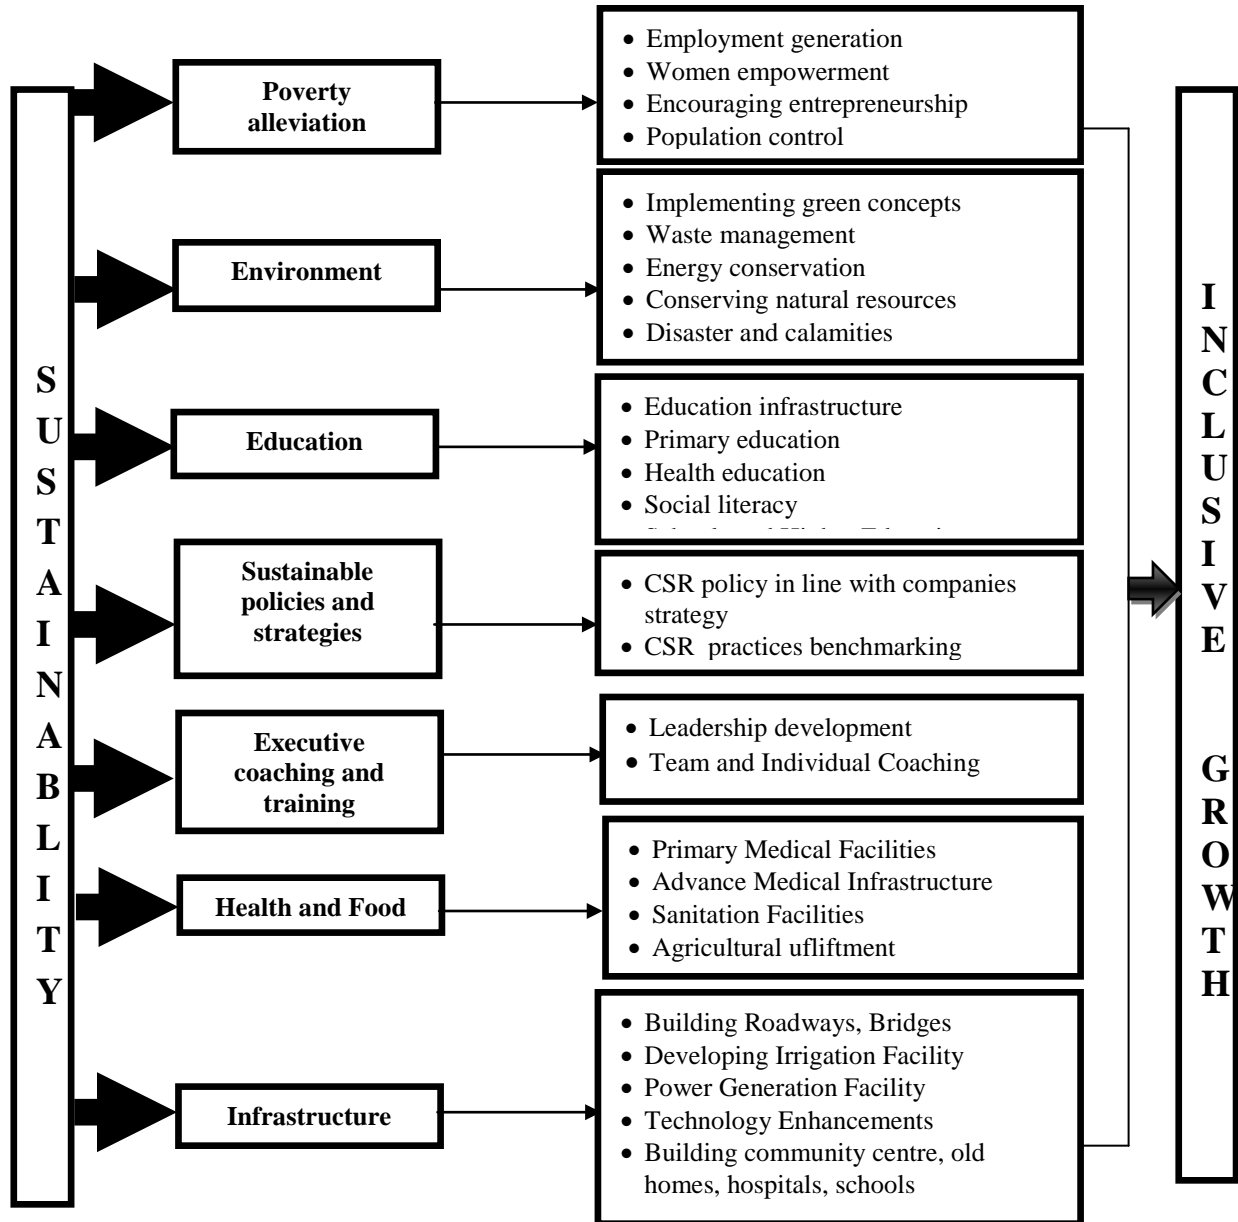 SUSTAINABLITY
Poverty
alleviation
• Employment generation
• Women empowerment
• Encouraging entrepreneurship
• Population control
Environment
• Implementing green concepts
• Waste management
• Energy conservation
• Conserving natural resources
• Disaster and calamities
Education
• Education infrastructure
• Primary education
• Health education
• Social literacy
Sustainable
policies and
strategies
• CSR policy in line with companies
strategy
• CSR practices benchmarking
Executive
coaching and
training
• Leadership development
• Team and Individual Coaching
Health and Food
• Primary Medical Facilities
• Advance Medical Infrastructure
• Sanitation Facilities
• Agricultural ufliftment
Infrastructure
• Building Roadways, Bridges
• Developing Irrigation Facility
• Power Generation Facility
• Technology Enhancements
• Building community centre, old
homes, hospitals, schools
INCLUSIVE GROWTH